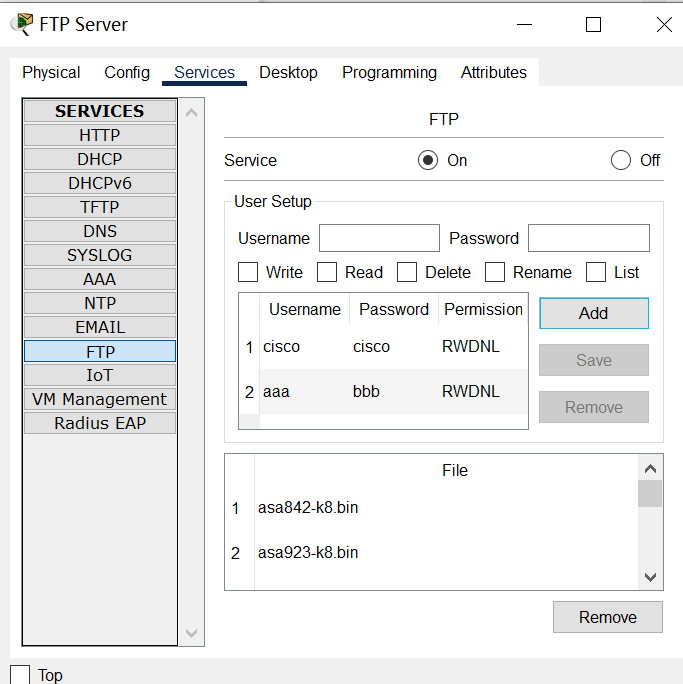 FTP Server
Physical Config Services Desktop Programming Attributes
SERVICES
HTTP
DHCP
DHCPv6
TFTP
DNS
SYSLOG
AAA
NTP
EMAIL
FTP
IoT
VM Management
Radius EAP
FTP
Service On Off
User Setup
Username Password
Write Read Delete Rename List
Username Password Permission
1 cisco cisco RWDNL
2 aaa bbb RWDNL
Add
Save
Remove
File
1 asa842-k8.bin
2 asa923-k8.bin
Remove
Top